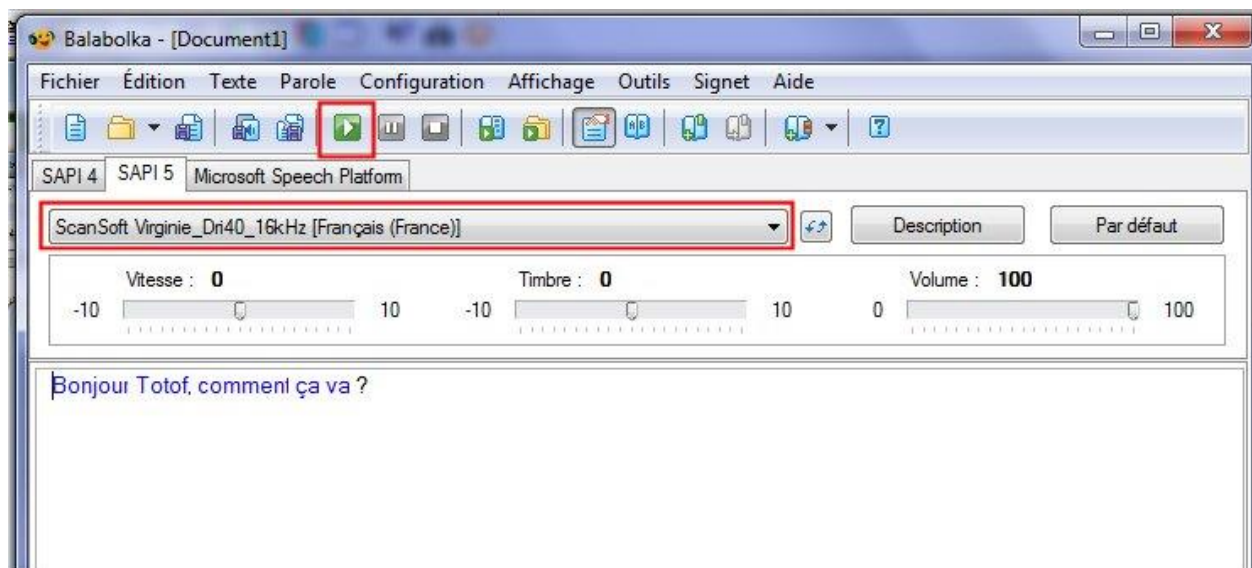 Balabolka - [Document1]
Fichier Édition Texte Parole Configuration Affichage Outils Signet Aide
SAPI 4 SAPI 5 Microsoft Speech Platform
ScanSoft Virginie_Dri40_16kHz [Français (France)] Description Par défaut
Vitesse : 0 Timbre : 0 Volume : 100
-10 10 -10 10 0 100
Bonjour Totof, comment ça va ?